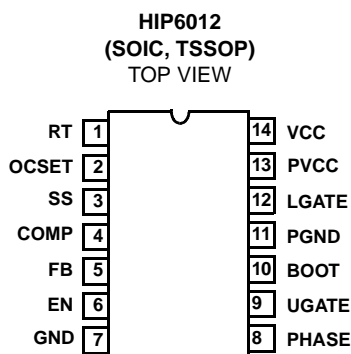 HIP6012
(SOIC, TSSOP)
TOP VIEW
RT 1 14 VCC
OCSET 2 13 PVCC
SS 3 12 LGATE
COMP 4 11 PGND
FB 5 10 BOOT
EN 6 9 UGATE
GND 7 8 PHASE